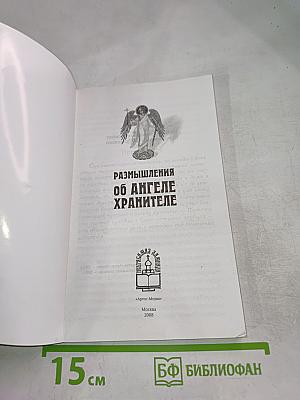 РАЗМЫШЛЕНИЯ
об АНГЕЛЕ
ХРАНИТЕЛЕ
«Артос-Медиа»
Москва
2008
15 см
БФ БИБЛИОФАН